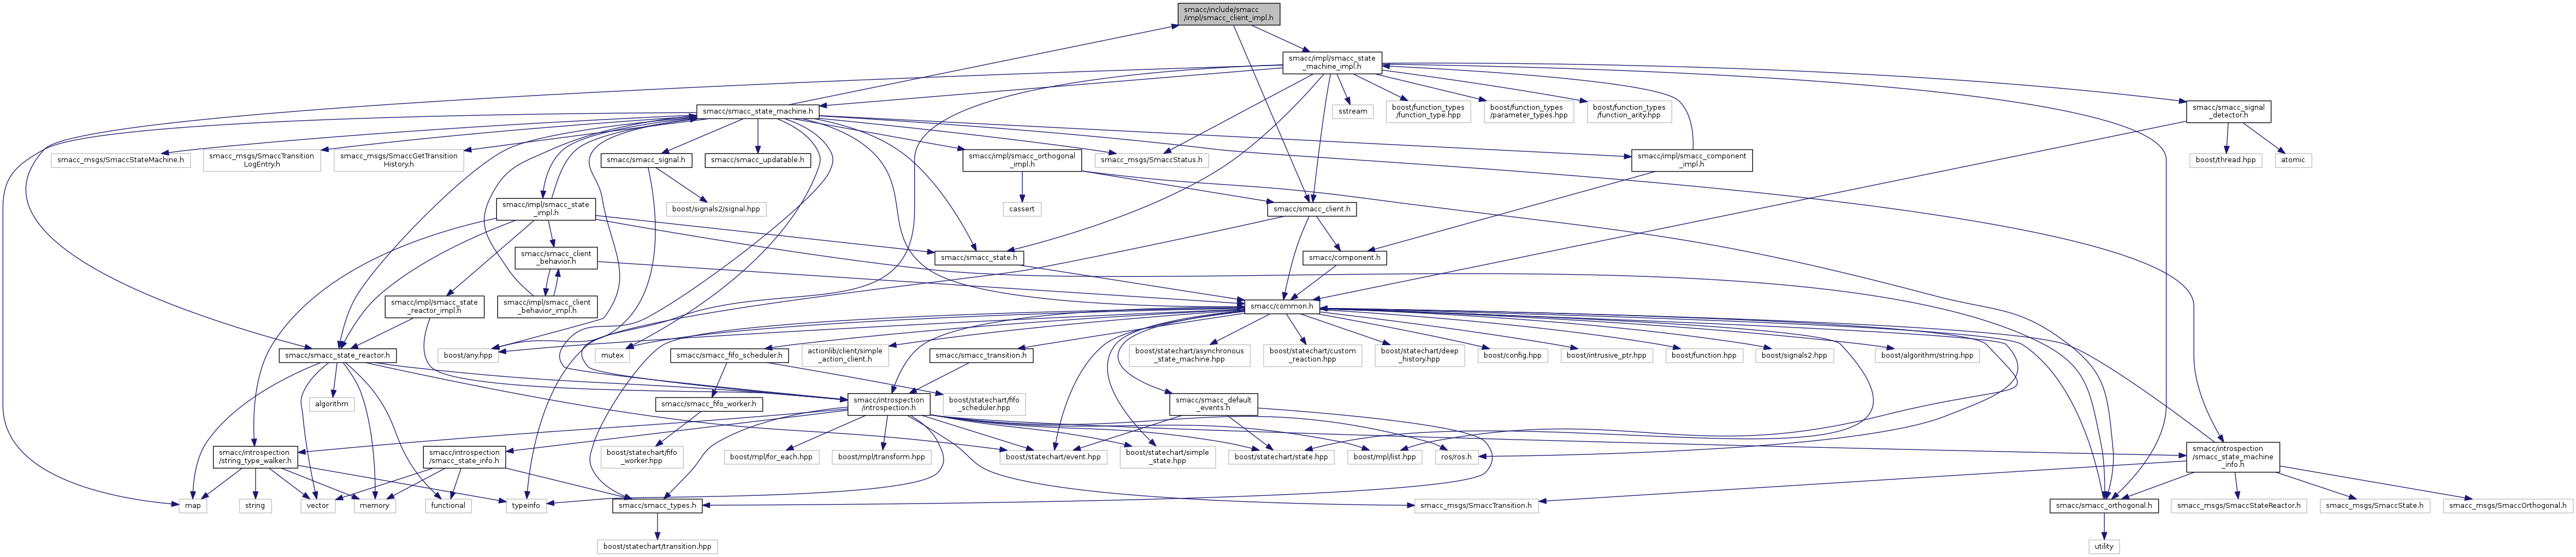 smacc/include/smacc
/impl/smacc_client_impl.h
smacc/impl/smacc_state
_machine_impl.h
smacc/smacc_state_machine.h
sstream
boost/function_types
/function_type.hpp
boost/function_types
/parameter_types.hpp
boost/function_types
/function_arity.hpp
smacc/smacc_signal
_detector.h
smacc_msgs/SmaccStateMachine.h
smacc_msgs/SmaccTransition
LogEntry.h
smacc_msgs/SmaccGetTransition
History.h
smacc/smacc_signal.h
smacc/smacc_updatable.h
smacc/impl/smacc_orthogonal
_impl.h
smacc_msgs/SmaccStatus.h
smacc/impl/smacc_component
_impl.h
boost/thread.hpp
atomic
smacc/impl/smacc_state
_impl.h
boost/signals2/signal.hpp
cassert
smacc/smacc_client.h
smacc/smacc_client
_behavior.h
smacc/smacc_state.h
smacc/component.h
smacc/impl/smacc_state
_reactor_impl.h
smacc/impl/smacc_client
_behavior_impl.h
smacc/common.h
smacc/smacc_state_reactor.h
boost/any.hpp
mutex
smacc/smacc_fifo_scheduler.h
actionlib/client/simple
_action_client.h
smacc/smacc_transition.h
boost/statechart/asynchronous
_state_machine.hpp
boost/statechart/custom
_reaction.hpp
boost/statechart/deep
_history.hpp
boost/config.hpp
boost/intrusive_ptr.hpp
boost/function.hpp
boost/signals2.hpp
boost/algorithm/string.hpp
algorithm
smacc/smacc_fifo_worker.h
smacc/introspection
/introspection.h
boost/statechart/fifo
_scheduler.hpp
smacc/smacc_default
_events.h
smacc/introspection
/string_type_walker.h
smacc/introspection
/smacc_state_info.h
boost/statechart/fifo
_worker.hpp
boost/mpl/for_each.hpp
boost/mpl/transform.hpp
boost/statechart/event.hpp
boost/statechart/simple
_state.hpp
boost/statechart/state.hpp
boost/mpl/list.hpp
ros/ros.h
smacc/introspection
/smacc_state_machine
_info.h
map
string
vector
memory
functional
typeinfo
smacc/smacc_types.h
smacc_msgs/SmaccTransition.h
smacc/smacc_orthogonal.h
smacc_msgs/SmaccStateReactor.h
smacc_msgs/SmaccState.h
smacc_msgs/SmaccOrthogonal.h
boost/statechart/transition.hpp
utility